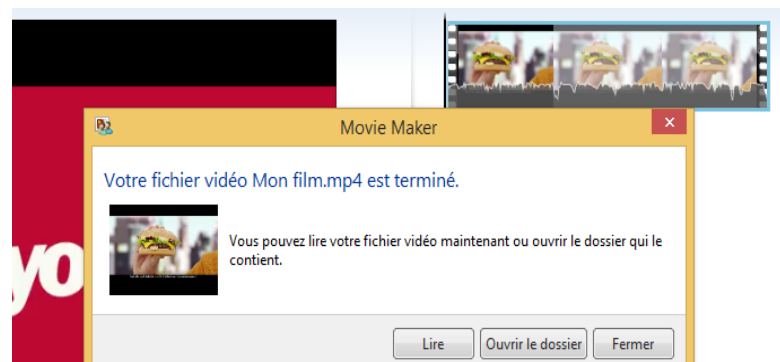 Movie Maker
Votre fichier vidéo Mon film.mp4 est terminé.
Vous pouvez lire votre fichier vidéo maintenant ou ouvrir le dossier qui le
contient.
yo
Lire
Ouvrir le dossier
Fermer